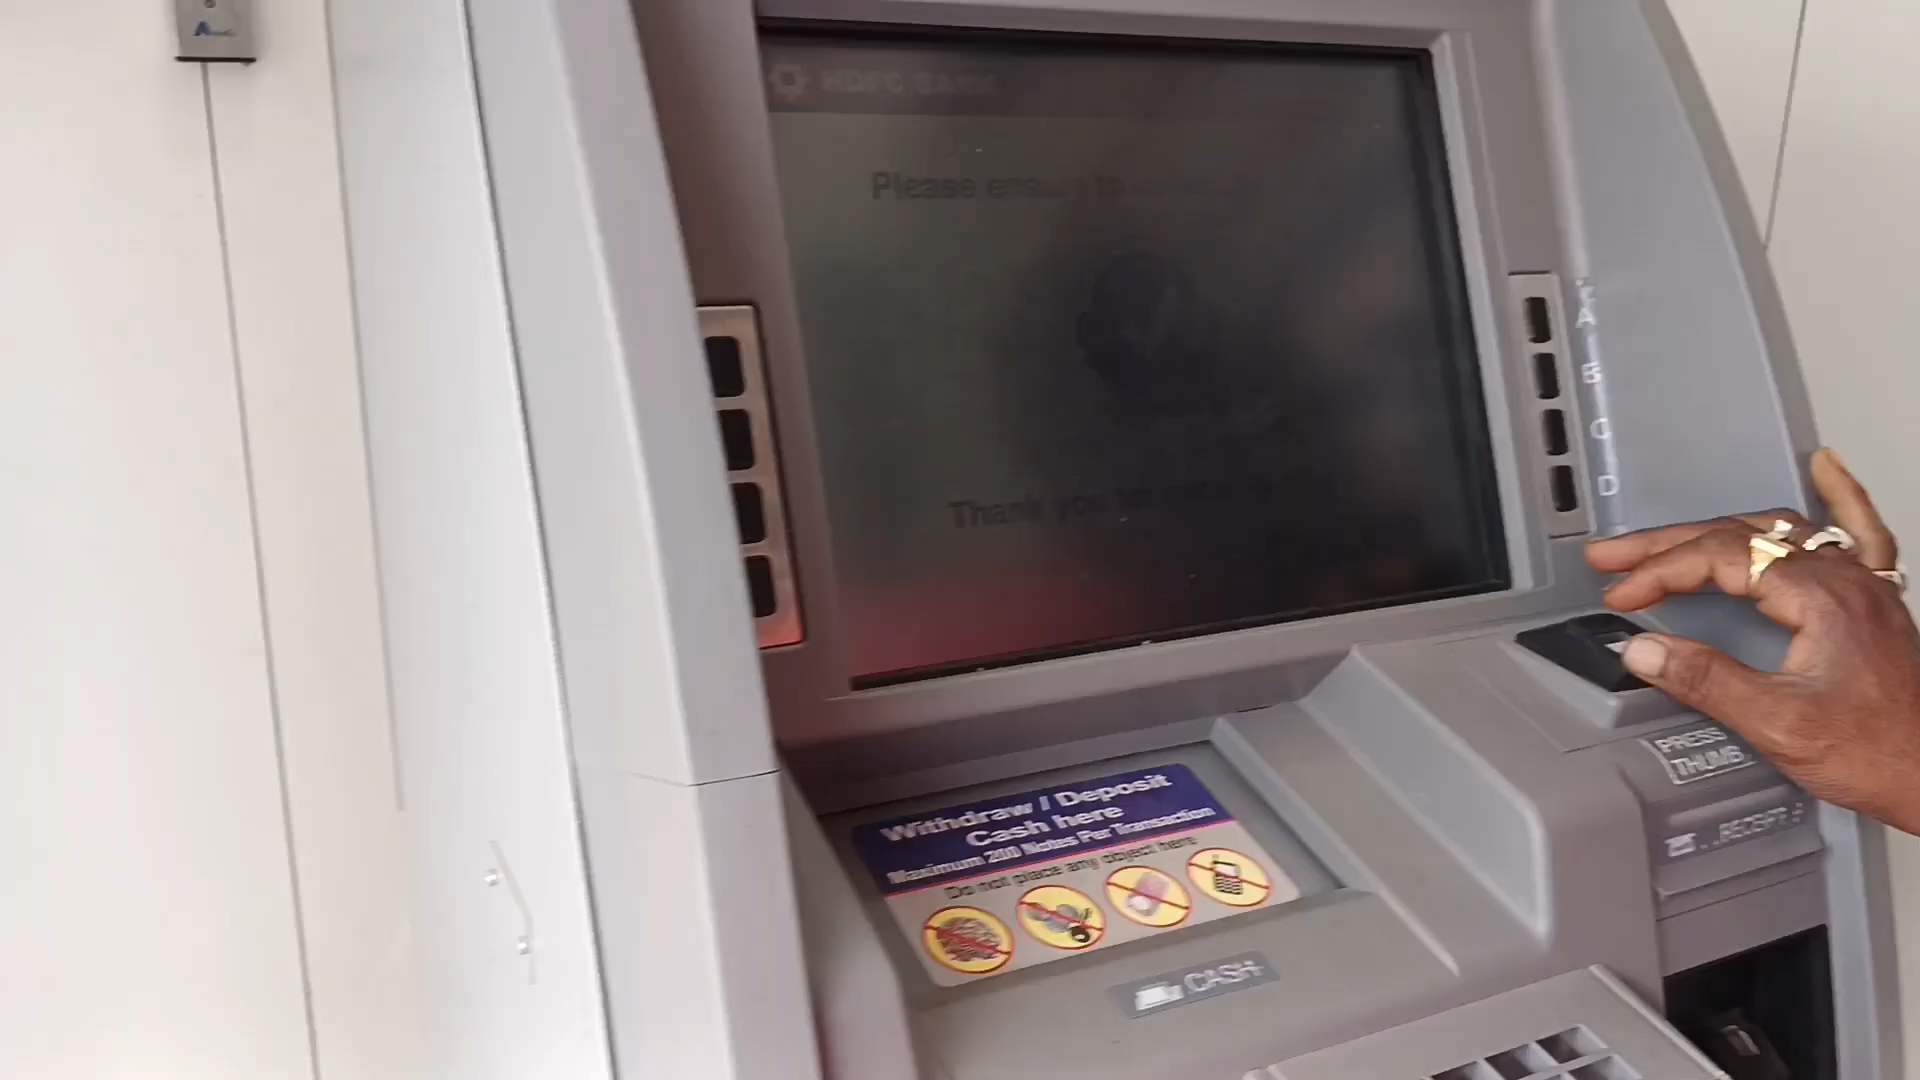 HDFC BANK
Please ensure to
Thank you
A
B
C
D
PRESS
THUMB
RECEIPT
Withdraw / Deposit
Cash here
Maximum 200 Notes Per Transaction
Do not place any object here
CASH